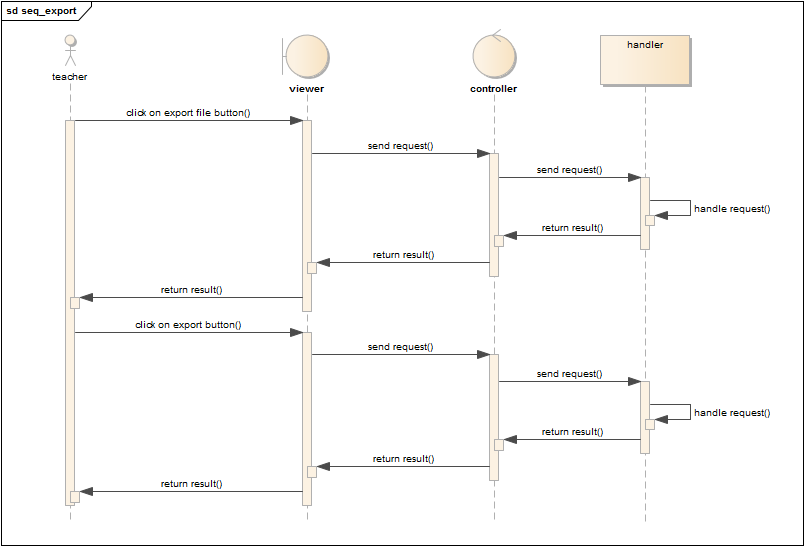 sd seq_export
teacher
viewer
controller
handler
click on export file button()
send request()
send request()
handle request()
return result()
return result()
return result()
click on export button()
send request()
send request()
handle request()
return result()
return result()
return result()